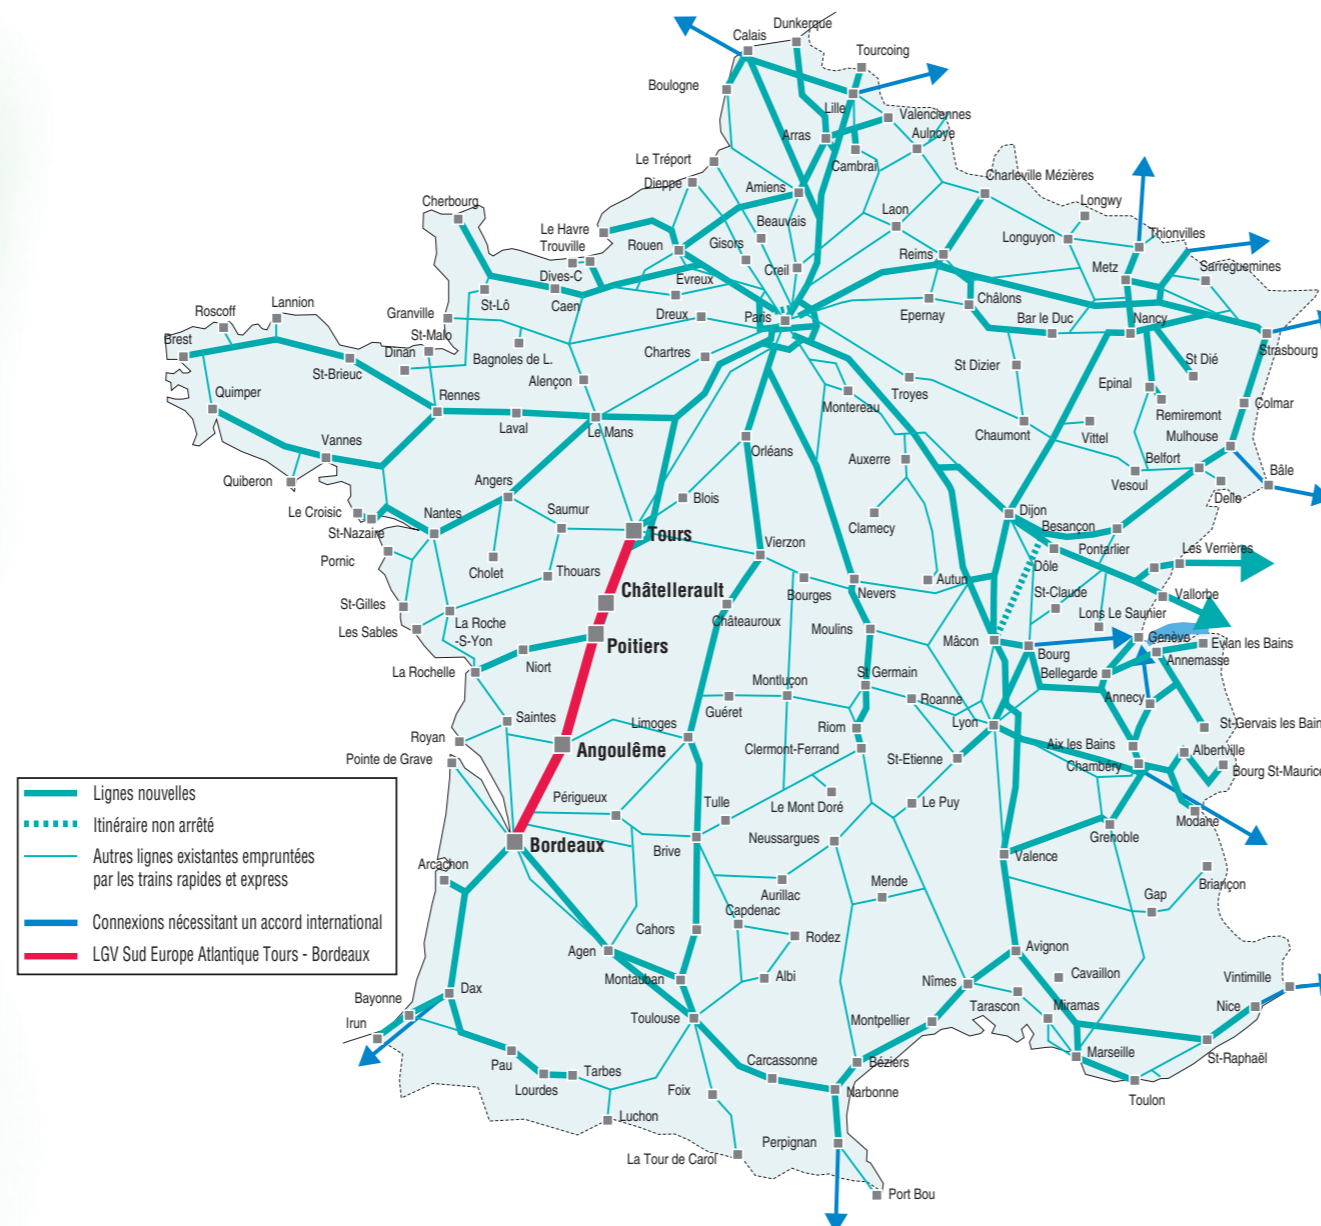 Dunkerque
Calais
Tourcoing
Boulogne
Lille
Valenciennes
Arras
Aulnoye
Cambrai
Le Tréport
Dieppe
Amiens
Charleville Mézières
Cherbourg
Beauvais
Laon
Longwy
Le Havre
Trouville
Rouen
Gisors
Longuyon
Thionvilles
Reims
Metz
Creil
Sarreguemines
Dives-C
Evreux
St-Lô
Caen
Châlons
Lannion
Roscoff
Granville
Dreux
Paris
Epernay
Bar le Duc
Nancy
Brest
St-Malo
Dinan
Bagnoles de L.
Chartres
Strasbourg
St-Brieuc
Alençon
St Dizier
St Dié
Troyes
Epinal
Quimper
Montereau
Rennes
Laval
Le Mans
Remiremont
Colmar
Chaumont
Vittel
Mulhouse
Vannes
Orléans
Auxerre
Belfort
Quiberon
Angers
Vesoul
Bâle
Delle
Blois
Le Croisic
St-Nazaire
Nantes
Saumur
Clamecy
Dijon
Besançon
Tours
Vierzon
Pontarlier
Les Verrières
Pornic
Cholet
Thouars
Dôle
Autun
Bourges
Nevers
St-Claude
Vallorbe
Châtellerault
St-Gilles
Châteauroux
Lons Le Saunier
La Roche
-S-Yon
Les Sables
Moulins
Mâcon
Genève
Poitiers
Bourg
Evian les Bains
Annemasse
Niort
La Rochelle
Bellegarde
Montluçon
St Germain
Guéret
Roanne
Annecy
Saintes
Limoges
Lyon
St-Gervais les Bain
Riom
Royan
Angoulême
Clermont-Ferrand
Aix les Bains
Albertville
Pointe de Grave
St-Etienne
Chambéry
Bourg St-Maurice
Lignes nouvelles
Périgueux
Tulle
Le Mont Doré
Le Puy
Modane
Itinéraire non arrêté
Bordeaux
Brive
Neussargues
Grenoble
Autres lignes existantes empruntées
par les trains rapides et express
Valence
Arcachon
Aurillac
Mende
Briançon
Capdenac
Gap
Connexions nécessitant un accord international
Cahors
Rodez
LGV Sud Europe Atlantique Tours - Bordeaux
Agen
Avignon
Montauban
Albi
Cavaillon
Dax
Nîmes
Vintimille
Bayonne
Tarascon
Miramas
Nice
Irun
Toulouse
Montpellier
Marseille
St-Raphaël
Pau
Carcassonne
Béziers
Lourdes
Tarbes
Foix
Narbonne
Toulon
Luchon
Perpignan
La Tour de Carol
Port Bou